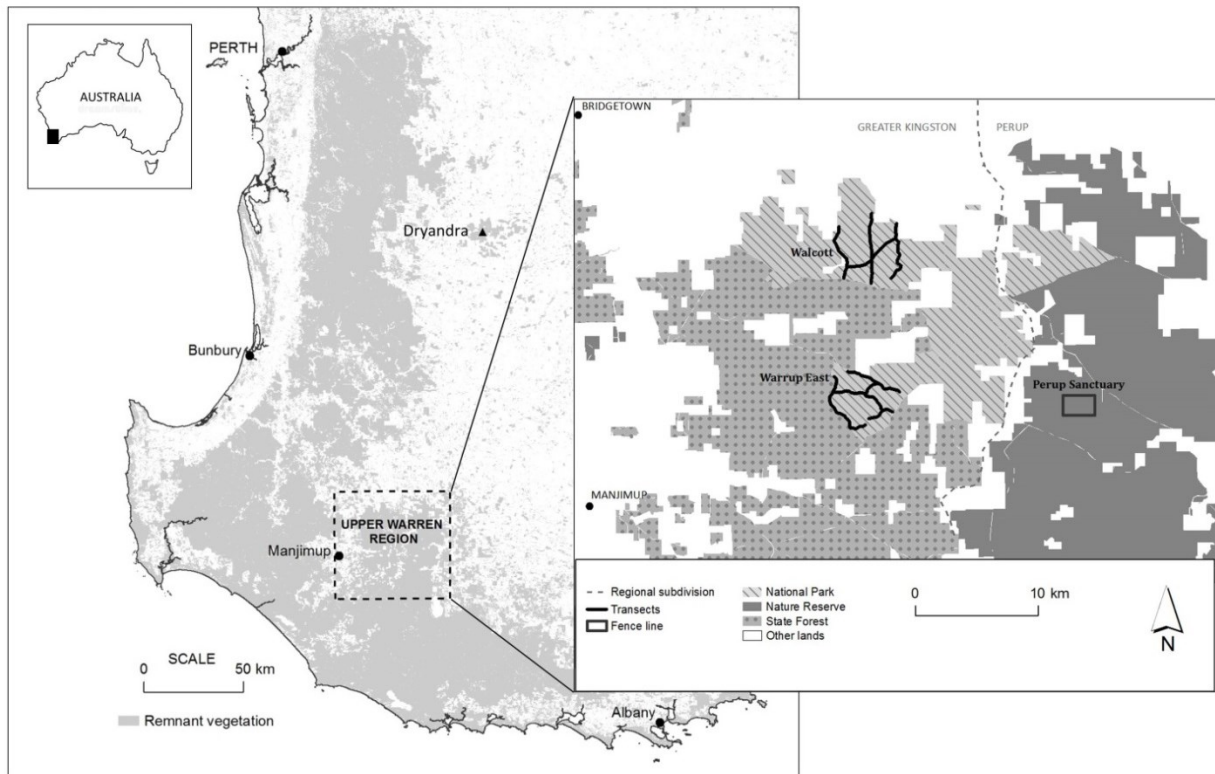 AUSTRALIA
PERTH
Dryandra
Bunbury
UPPER WARREN
REGION
Manjimup
SCALE
0 50 km
Remnant vegetation
Albany
BRIDGETOWN
GREATER KINGSTON PERUP
Walcott
Warrup East
Perup Sanctuary
MANJIMUP
Regional subdivision
Transects
Fence line
National Park
Nature Reserve
State Forest
Other lands
0 10 km
N